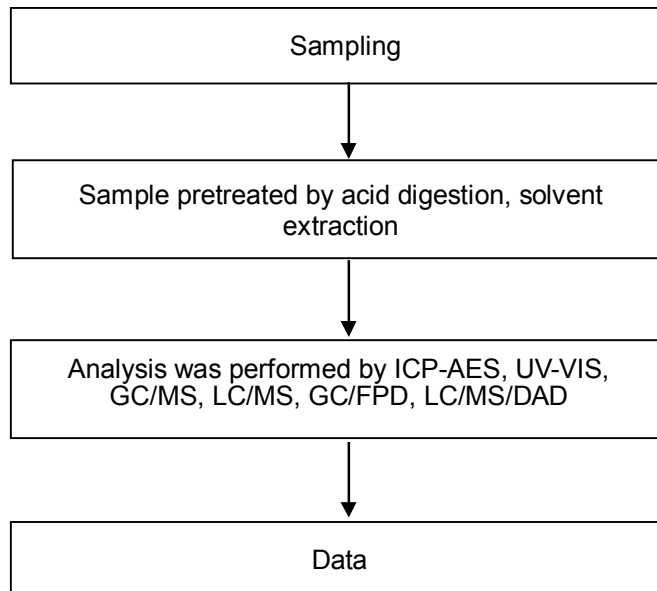 Sampling
Sample pretreated by acid digestion, solvent
extraction
Analysis was performed by ICP-AES, UV-VIS,
GC/MS, LC/MS, GC/FPD, LC/MS/DAD
Data